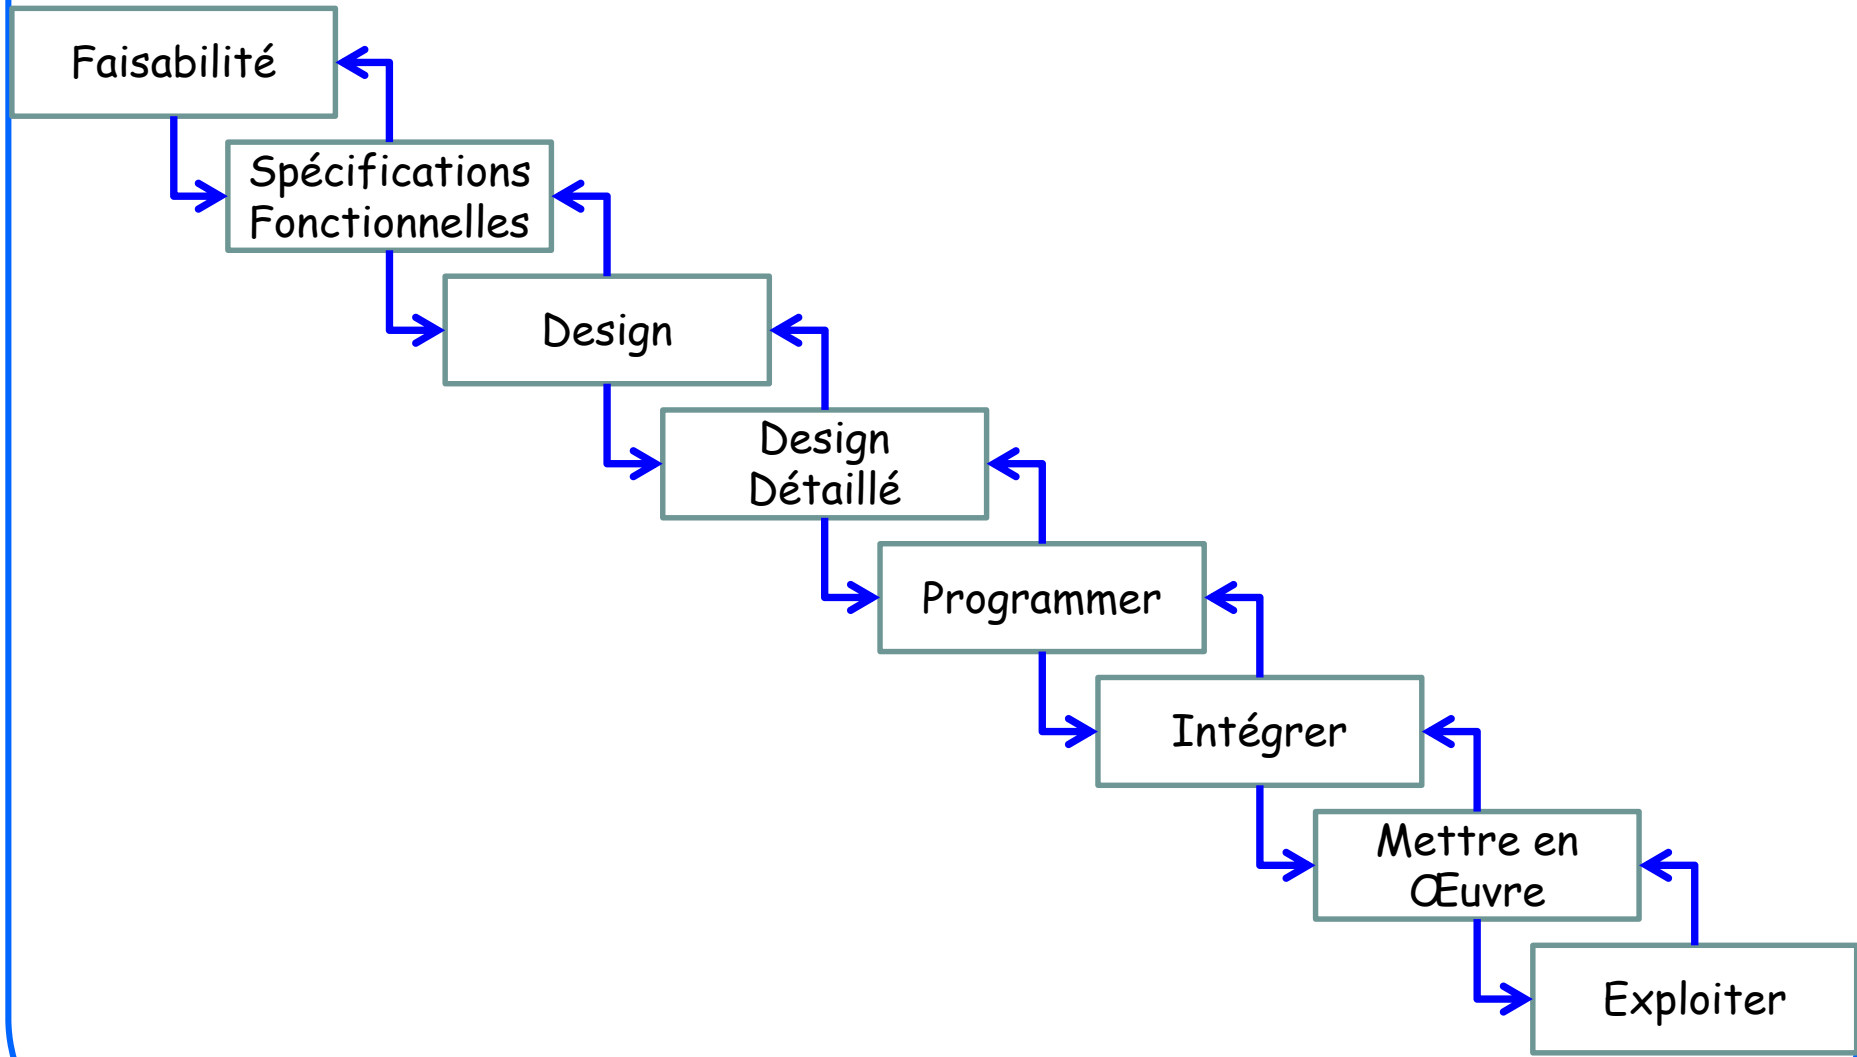 Faisabilité
Spécifications
Fonctionnelles
Design
Design
Détaillé
Programmer
Intégrer
Mettre en
Œuvre
Exploiter